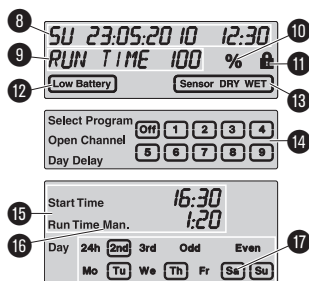 8 SU 23:05:2010 12:30 10
9 RUN TIME 100 % 11
12 Low Battery Sensor DRY WET 13
Select Program Off 1 2 3 4
Open Channel 14
Day Delay 5 6 7 8 9
15 Start Time 16:30
Run Time Man. 1:20
16 Day 24h 2nd 3rd Odd Even 17
Mo Tu We Th Fr Sa Su